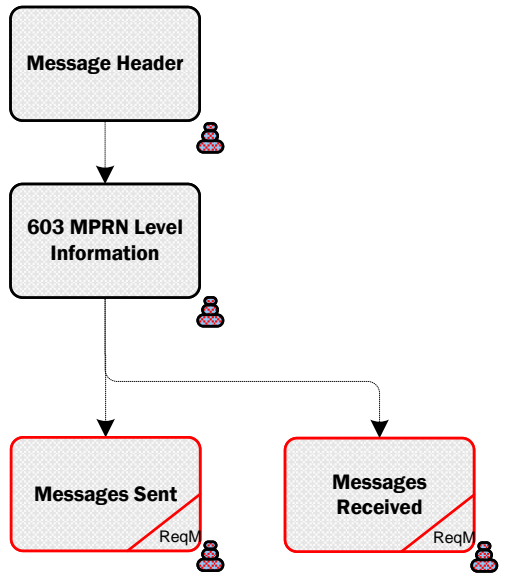 Message Header
603 MPRN Level
Information
Messages Sent
ReqM
Messages
Received
ReqM